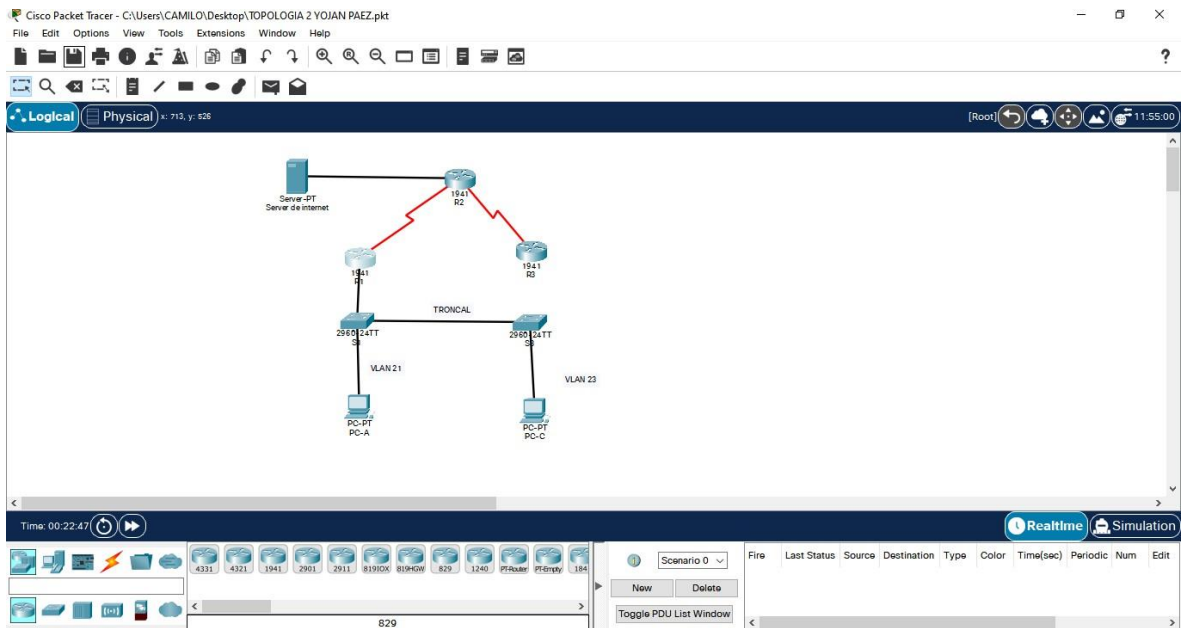 Cisco Packet Tracer - C:\Users\CAMILO\Desktop\TOPOLOGIA 2 YOJAN PAEZ.pkt
File Edit Options View Tools Extensions Window Help
?
Logical Physical x: 713, y: 526 [Root] 11:55:00
Server-PT
Server de internet
1941
R2
1941
R1
1941
R3
TRONCAL
2960-24TT
2960-24TT
S3
VLAN 21
VLAN 23
PC-PT
PC-A
PC-PT
PC-C
Time: 00:22:47 Realtime Simulation
4331 4321 1941 2901 2911 819IOX 819HGW 829 1240 PT-Router PT-Empty 184
829
Scenario 0
New Delete
Toggle PDU List Window
Fire Last Status Source Destination Type Color Time(sec) Periodic Num Edit